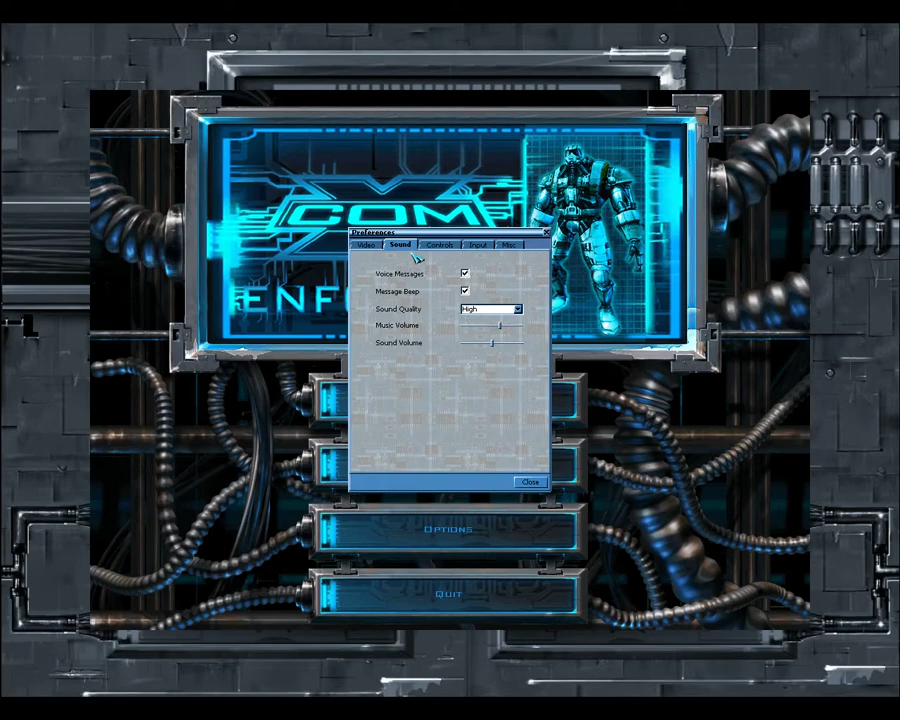 X
COM
ENF
Preferences
Video Sound Controls Input Misc
Voice Messages
Message Beep
Sound Quality High
Music Volume
Sound Volume
Close
OPTIONS
QUIT